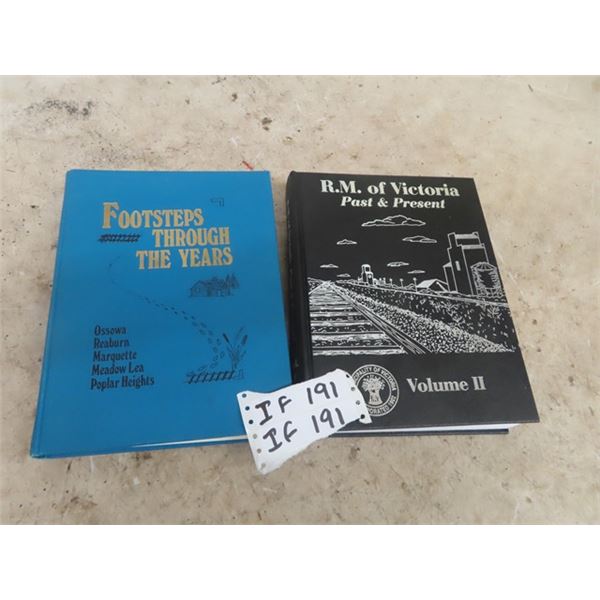 FOOTSTEPS
THROUGH
THE YEARS
Ossowa
Reaburn
Marquette
Meadow Lea
Poplar Heights
R.M. of Victoria
Past & Present
Volume II
IF 191
IF 191